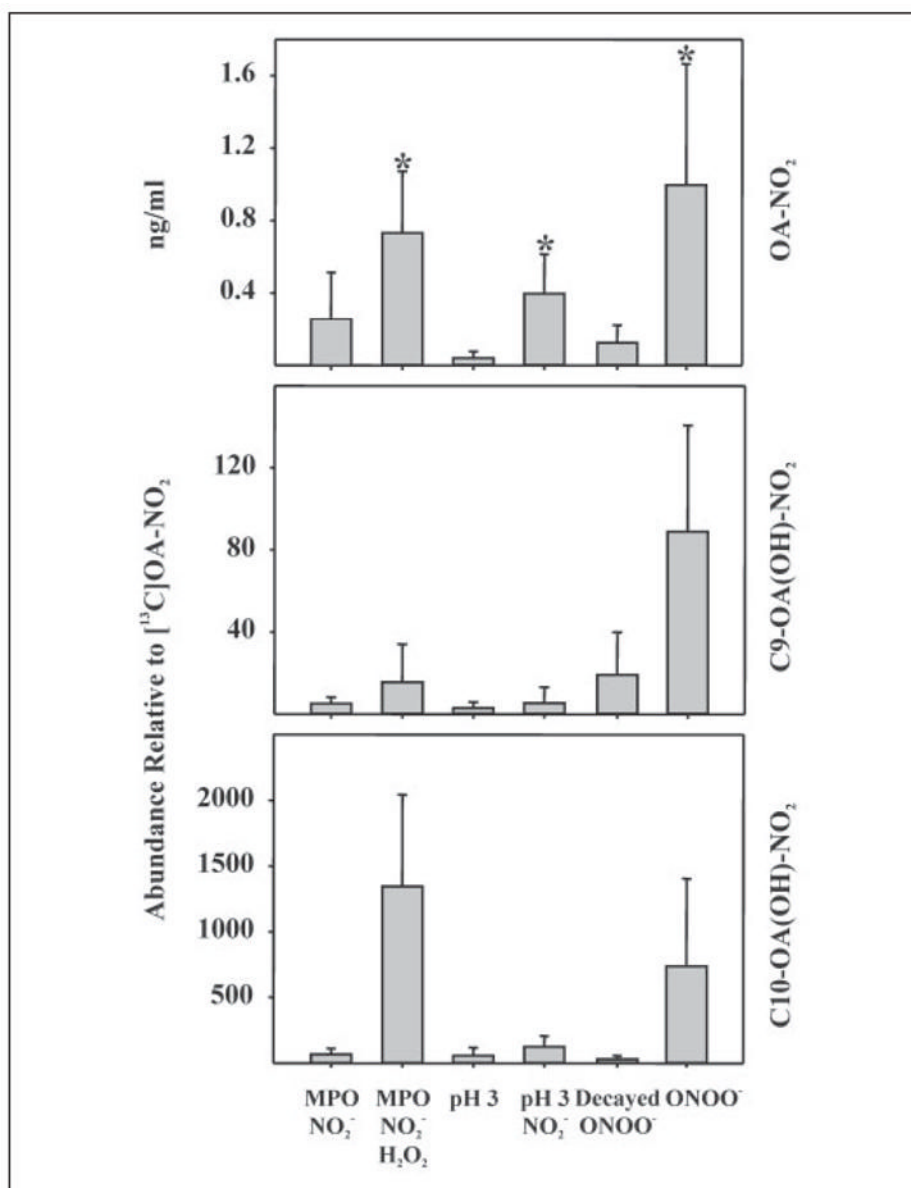 1.6
1.2
0.8
0.4
ng/ml
*
*
*
OA-NO₂
120
80
40
C9-OA(OH)-NO₂
Abundance Relative to [¹³C]OA-NO₂
2000
1500
1000
500
C10-OA(OH)-NO₂
MPO NO₂⁻
MPO NO₂⁻ H₂O₂
pH 3
pH 3 NO₂⁻
Decayed ONOO⁻
ONOO⁻